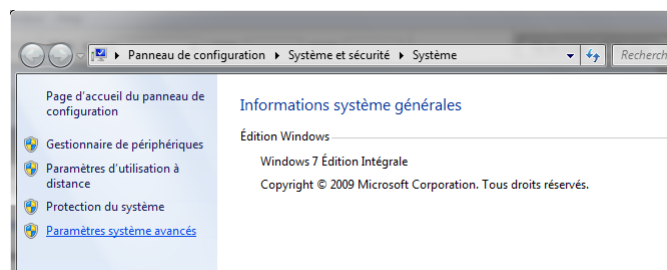 Panneau de configuration ▸ Système et sécurité ▸ Système
Recherch
Page d'accueil du panneau de
configuration
Gestionnaire de périphériques
Paramètres d'utilisation à
distance
Protection du système
Paramètres système avancés
Informations système générales
Édition Windows
Windows 7 Édition Intégrale
Copyright © 2009 Microsoft Corporation. Tous droits réservés.